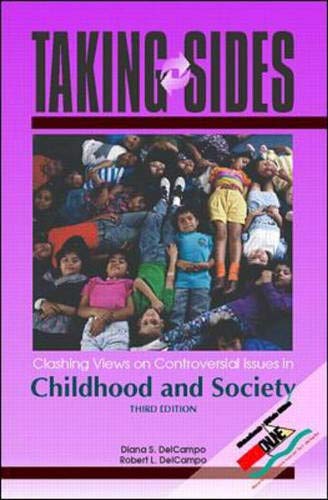 TAKING SIDES
Clashing Views on Controversial Issues in
Childhood and Society
THIRD EDITION
Diana S. DelCampo
Robert L. DelCampo